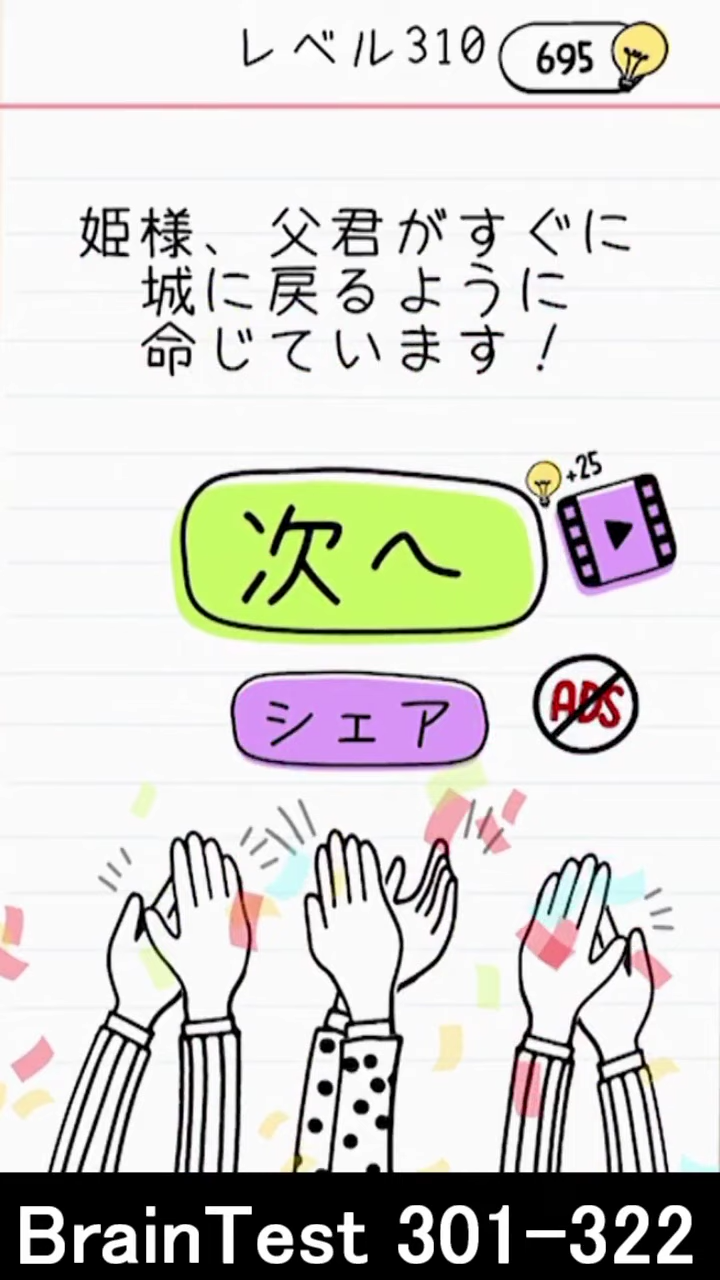 レベル310
695
姫様、父君がすぐに
城に戻るように
命じています！
+25
次へ
シェア
ADS
BrainTest 301-322